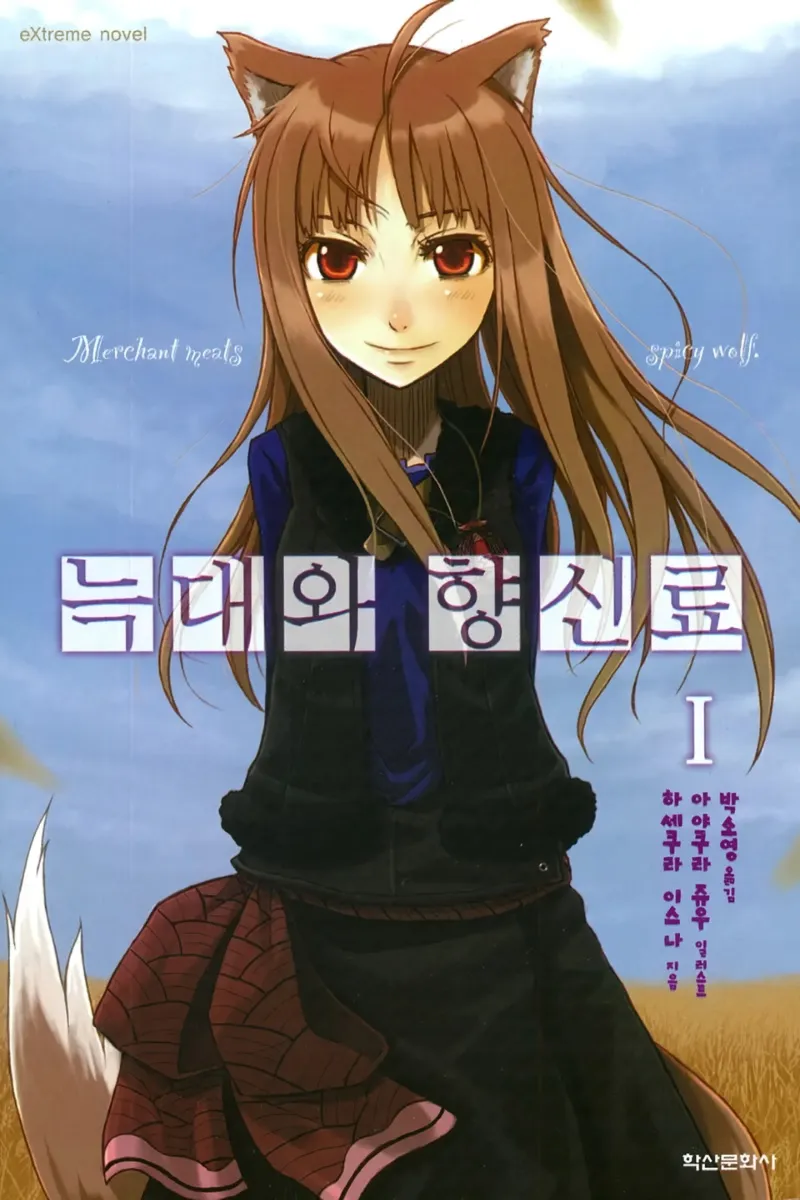 eXtreme novel
Merchant meats spicy wolf.
늑대와 향신료
I
하세쿠라 이스나 지음
아야쿠라 쥬우 일러스트
박소영 옮김
학산문화사